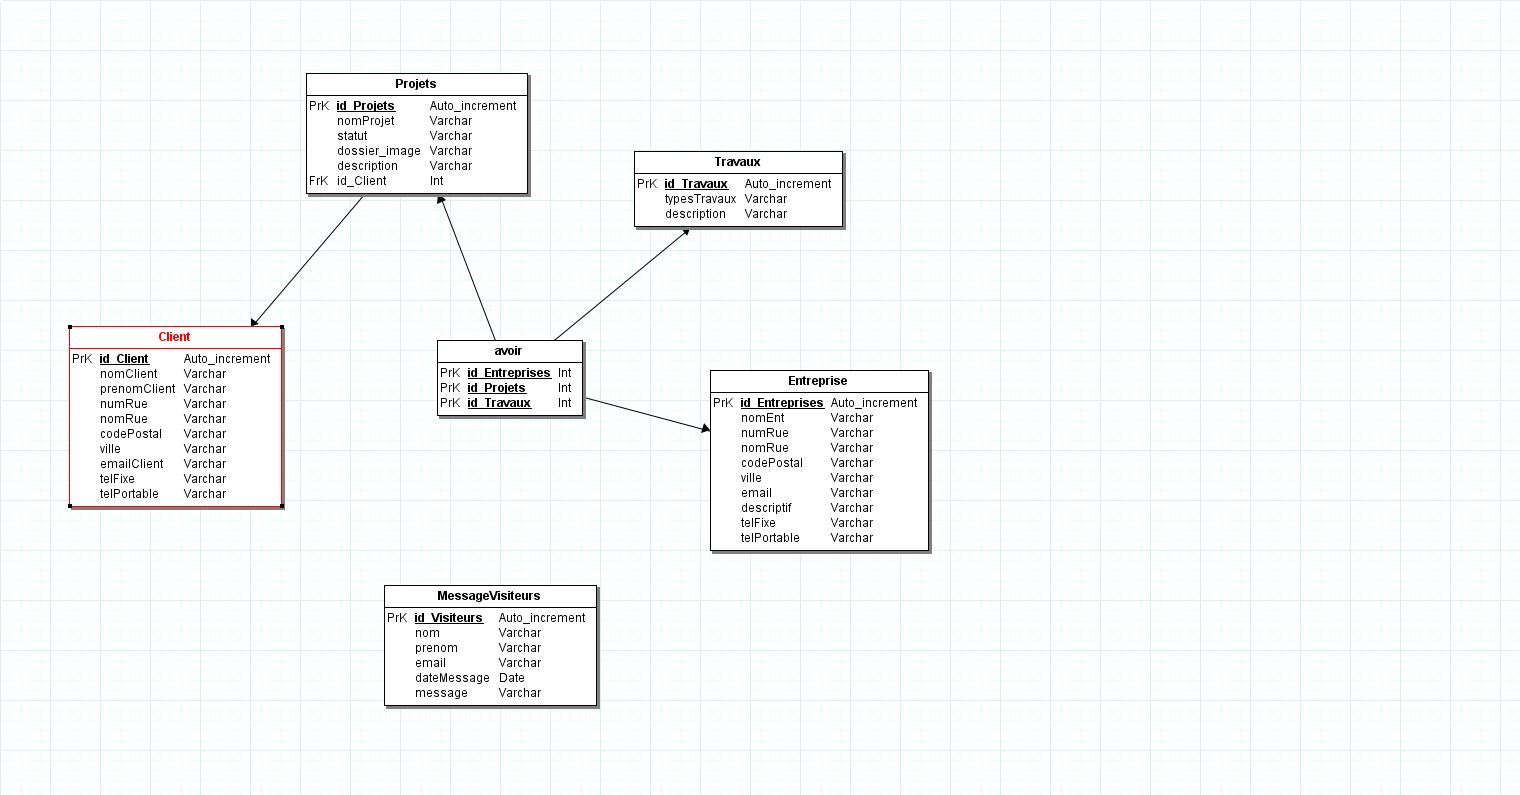 Projets
PrK id_Projets Auto_increment
nomProjet Varchar
statut Varchar
dossier_image Varchar
description Varchar
FrK id_Client Int
Travaux
PrK id_Travaux Auto_increment
typesTravaux Varchar
description Varchar
Client
PrK id_Client Auto_increment
nomClient Varchar
prenomClient Varchar
numRue Varchar
nomRue Varchar
codePostal Varchar
ville Varchar
emailClient Varchar
telFixe Varchar
telPortable Varchar
avoir
PrK id_Entreprises Int
PrK id_Projets Int
PrK id_Travaux Int
Entreprise
PrK id_Entreprises Auto_increment
nomEnt Varchar
numRue Varchar
nomRue Varchar
codePostal Varchar
ville Varchar
email Varchar
descriptif Varchar
telFixe Varchar
telPortable Varchar
MessageVisiteurs
PrK id_Visiteurs Auto_increment
nom Varchar
prenom Varchar
email Varchar
dateMessage Date
message Varchar